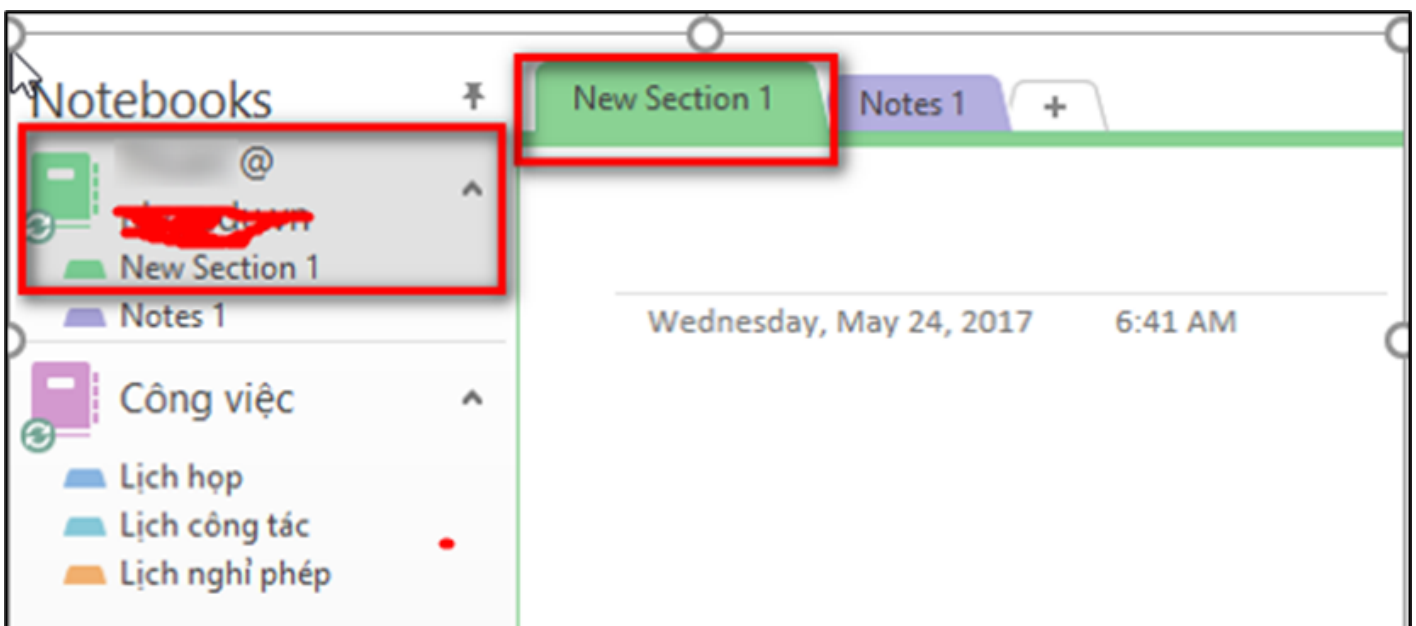 Notebooks
@
New Section 1
Notes 1
Công việc
Lịch họp
Lịch công tác
Lịch nghỉ phép
New Section 1
Notes 1
+
Wednesday, May 24, 2017 6:41 AM